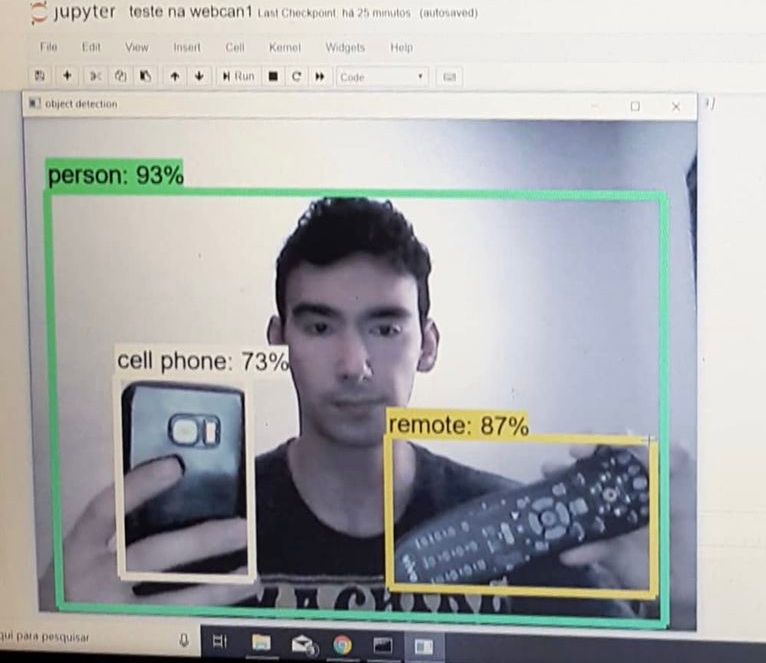 jupyter teste na webcan1 Last Checkpoint há 25 minutos (autosaved)
File Edit View Insert Cell Kernel Widgets Help
Run Code
object detection
person: 93%
cell phone: 73%
remote: 87%
qui para pesquisar